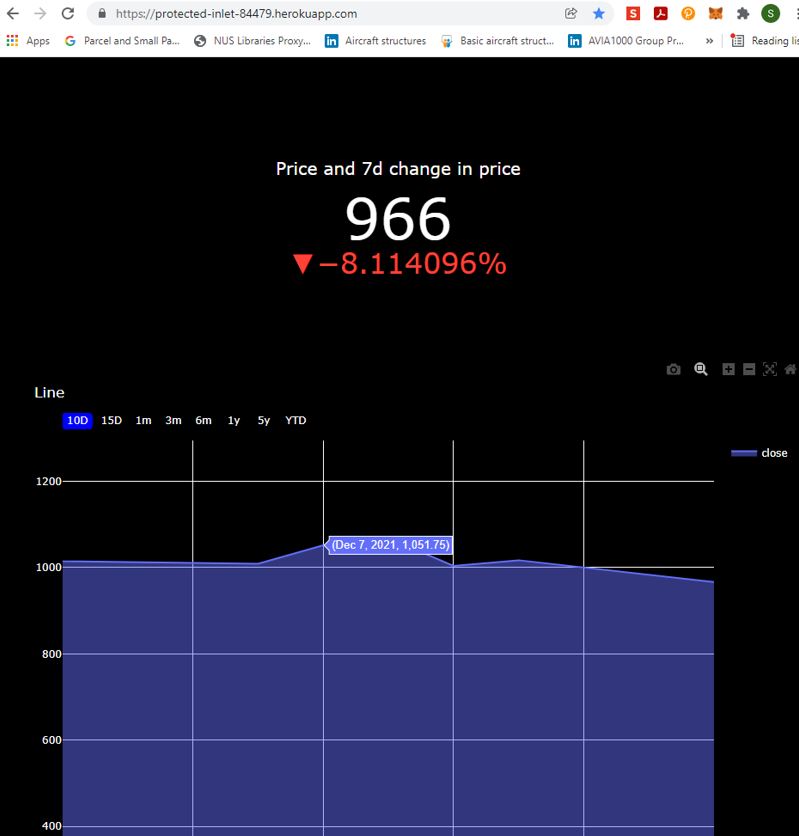 https://protected-inlet-84479.herokuapp.com
S
Apps
Parcel and Small Pa...
NUS Libraries Proxy...
Aircraft structures
Basic aircraft struct...
AVIA1000 Group Pr...
»
Reading lis
Price and 7d change in price
966
▼−8.114096%
Line
10D 15D 1m 3m 6m 1y 5y YTD
close
1200
(Dec 7, 2021, 1,051.75)
1000
800
600
400